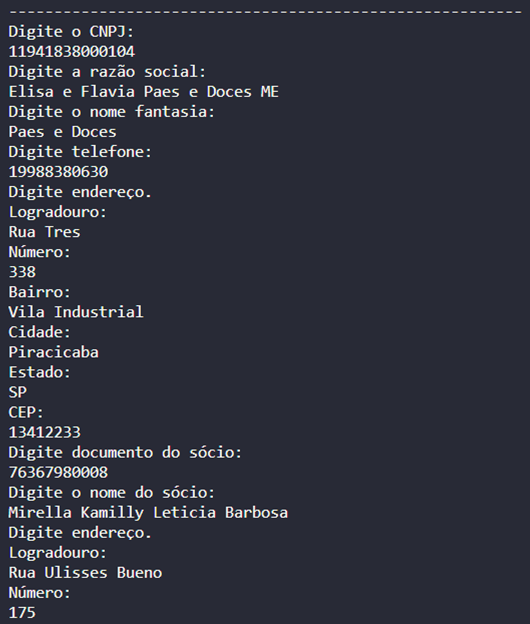 Digite o CNPJ:
11941838000104
Digite a razão social:
Elisa e Flavia Paes e Doces ME
Digite o nome fantasia:
Paes e Doces
Digite telefone:
19988380630
Digite endereço.
Logradouro:
Rua Tres
Número:
338
Bairro:
Vila Industrial
Cidade:
Piracicaba
Estado:
SP
CEP:
13412233
Digite documento do sócio:
76367980008
Digite o nome do sócio:
Mirella Kamilly Leticia Barbosa
Digite endereço.
Logradouro:
Rua Ulisses Bueno
Número:
175